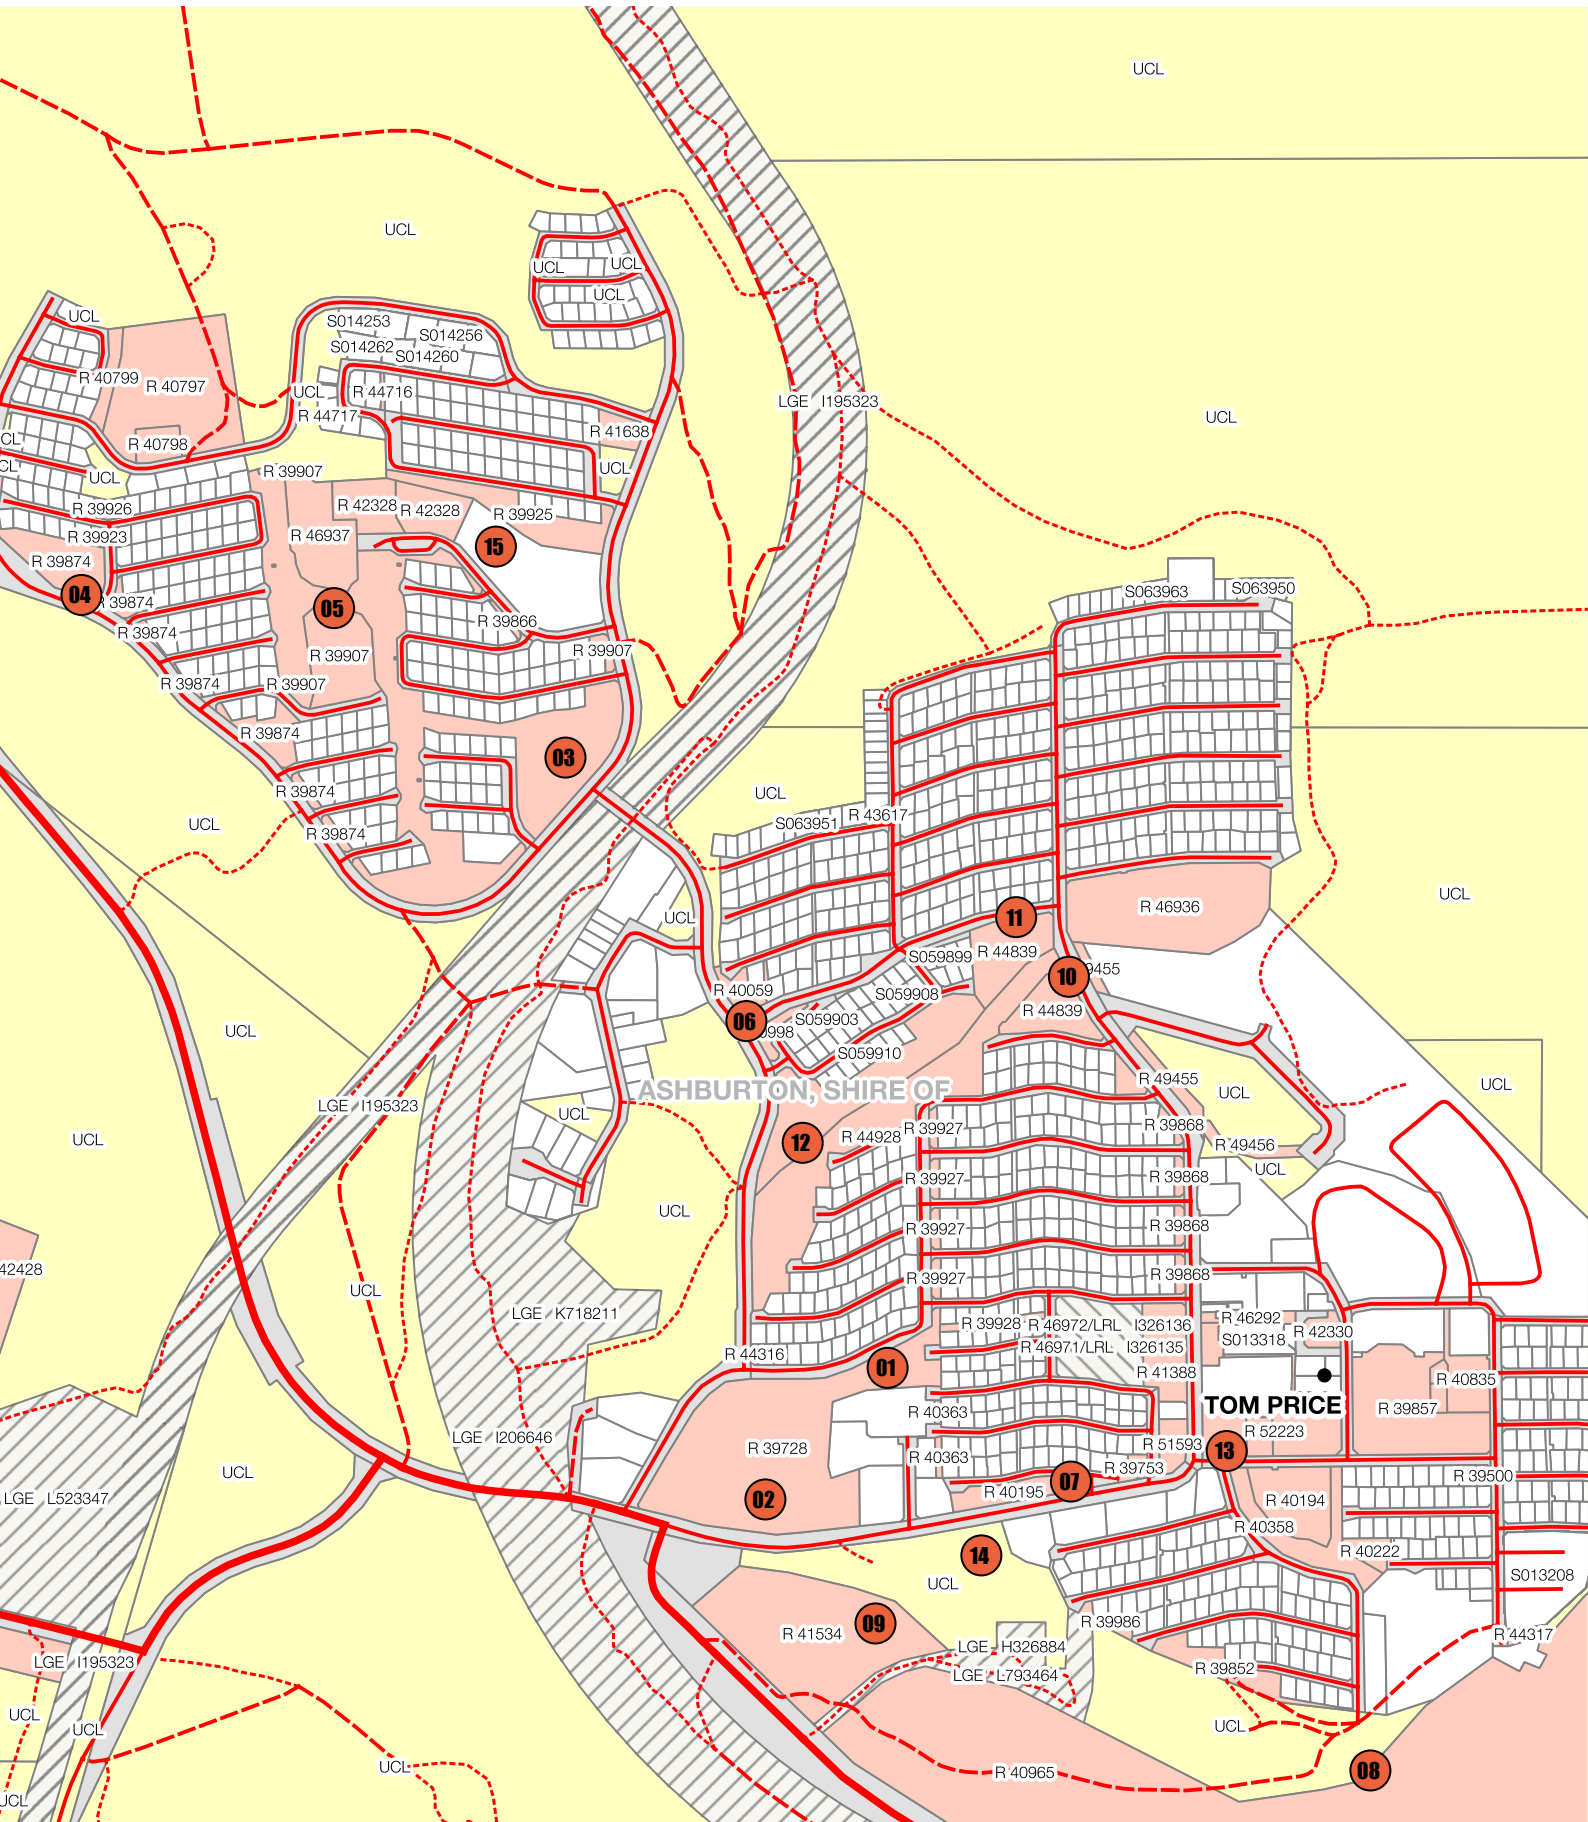 UCL
UCL
UCL
UCL
UCL
UCL
S014253
S014256
S014262
S014260
R 40799
R 40797
UCL
R 44716
LGE I195323
R 44717
UCL
R 41638
R 40798
UCL
UCL
R 39907
UCL
R 39926
R 42328
R 42328
R 39925
R 39923
R 46937
15
R 39874
04
R 39874
05
S063963
S063950
R 39866
R 39874
R 39907
R 39907
R 39874
R 39907
R 39874
03
R 39874
UCL
R 43617
UCL
R 39874
S063951
UCL
R 46936
UCL
11
R 44839
S059899
10
9455
R 40059
S059908
R 44839
06
0998
S059903
UCL
S059910
R 49455
UCL
UCL
ASHBURTON, SHIRE OF
LGE I195323
UCL
R 39927
R 39868
UCL
12
R 44928
R 49456
UCL
R 39927
R 39868
UCL
R 39927
R 39868
42428
R 39927
R 39868
UCL
LGE K718211
R 46292
R 39928
R 46972/LRL I326136
R 42330
S013318
R 44316
R 46971/LRL I326135
01
R 41388
R 40835
TOM PRICE
R 40363
R 39857
LGE I206646
R 39728
R 51593
R 52223
13
R 40363
R 39753
UCL
R 39500
LGE L523347
02
R 40195
07
R 40194
R 40358
14
R 40222
UCL
S013208
R 41534
09
R 39986
R 44317
LGE I195323
LGE H326884
LGE L793464
R 39852
UCL
UCL
UCL
UCL
R 40965
08
UCL